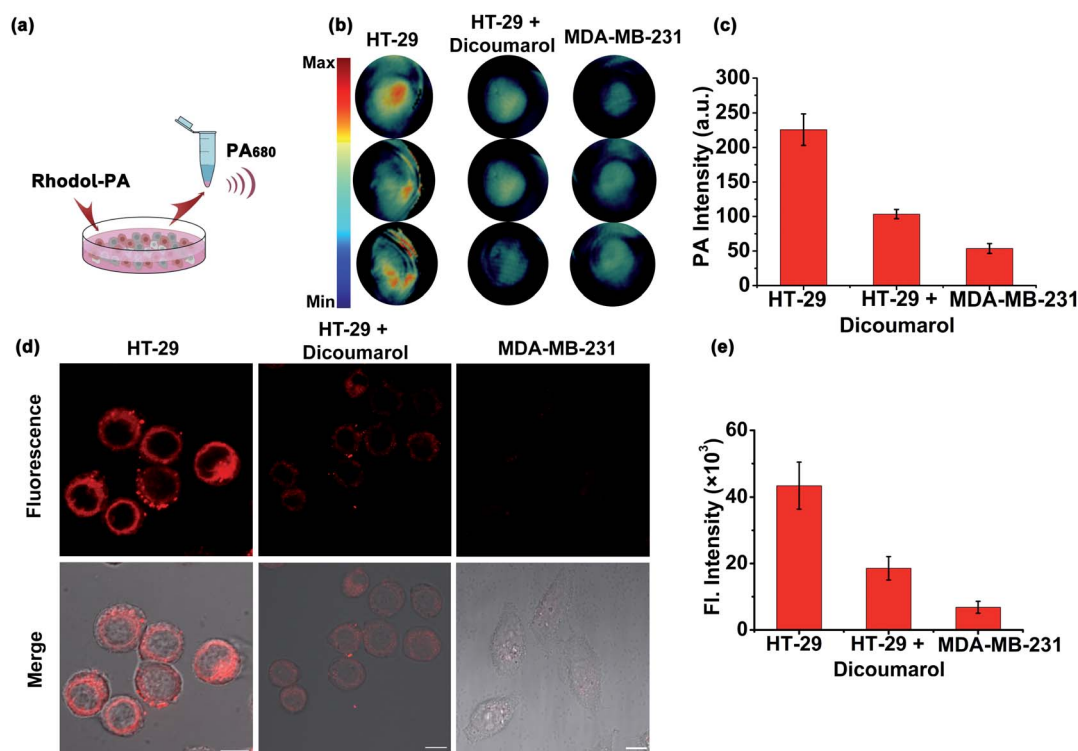 (a)
Rhodol-PA
PA680
(b)
HT-29
HT-29 +
Dicoumarol
MDA-MB-231
Max
Min
(c)
PA Intensity (a.u.)
300
250
200
150
100
50
0
HT-29
HT-29 +
Dicoumarol
MDA-MB-231
(d)
HT-29
HT-29 +
Dicoumarol
MDA-MB-231
Fluorescence
Merge
(e)
Fl. Intensity (×10³)
60
40
20
0
HT-29
HT-29 +
Dicoumarol
MDA-MB-231